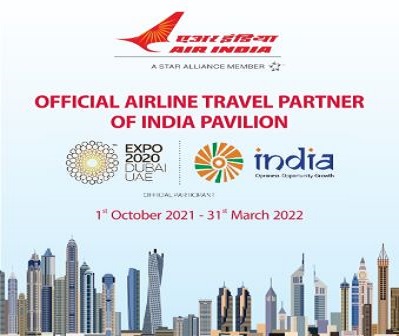 एअर इंडिया
AIR INDIA
A STAR ALLIANCE MEMBER
OFFICIAL AIRLINE TRAVEL PARTNER
OF INDIA PAVILION
EXPO
2020
DUBAI
UAE
india
Openness Opportunity Growth
OFFICIAL PARTICIPANT
1st October 2021 - 31st March 2022